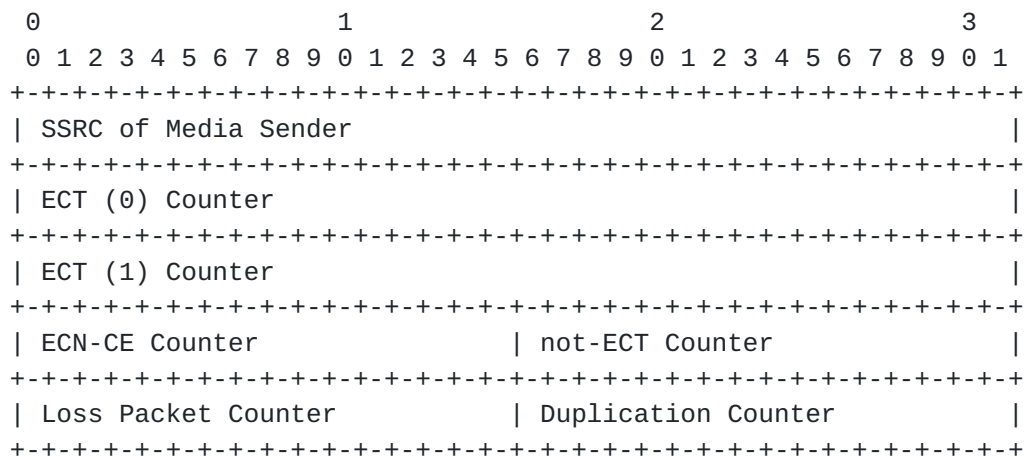 0                   1                   2                   3
 0 1 2 3 4 5 6 7 8 9 0 1 2 3 4 5 6 7 8 9 0 1 2 3 4 5 6 7 8 9 0 1
+-+-+-+-+-+-+-+-+-+-+-+-+-+-+-+-+-+-+-+-+-+-+-+-+-+-+-+-+-+-+-+-+
| SSRC of Media Sender                                          |
+-+-+-+-+-+-+-+-+-+-+-+-+-+-+-+-+-+-+-+-+-+-+-+-+-+-+-+-+-+-+-+-+
| ECT (0) Counter                                               |
+-+-+-+-+-+-+-+-+-+-+-+-+-+-+-+-+-+-+-+-+-+-+-+-+-+-+-+-+-+-+-+-+
| ECT (1) Counter                                               |
+-+-+-+-+-+-+-+-+-+-+-+-+-+-+-+-+-+-+-+-+-+-+-+-+-+-+-+-+-+-+-+-+
| ECN-CE Counter                | not-ECT Counter               |
+-+-+-+-+-+-+-+-+-+-+-+-+-+-+-+-+-+-+-+-+-+-+-+-+-+-+-+-+-+-+-+-+
| Loss Packet Counter           | Duplication Counter           |
+-+-+-+-+-+-+-+-+-+-+-+-+-+-+-+-+-+-+-+-+-+-+-+-+-+-+-+-+-+-+-+-+